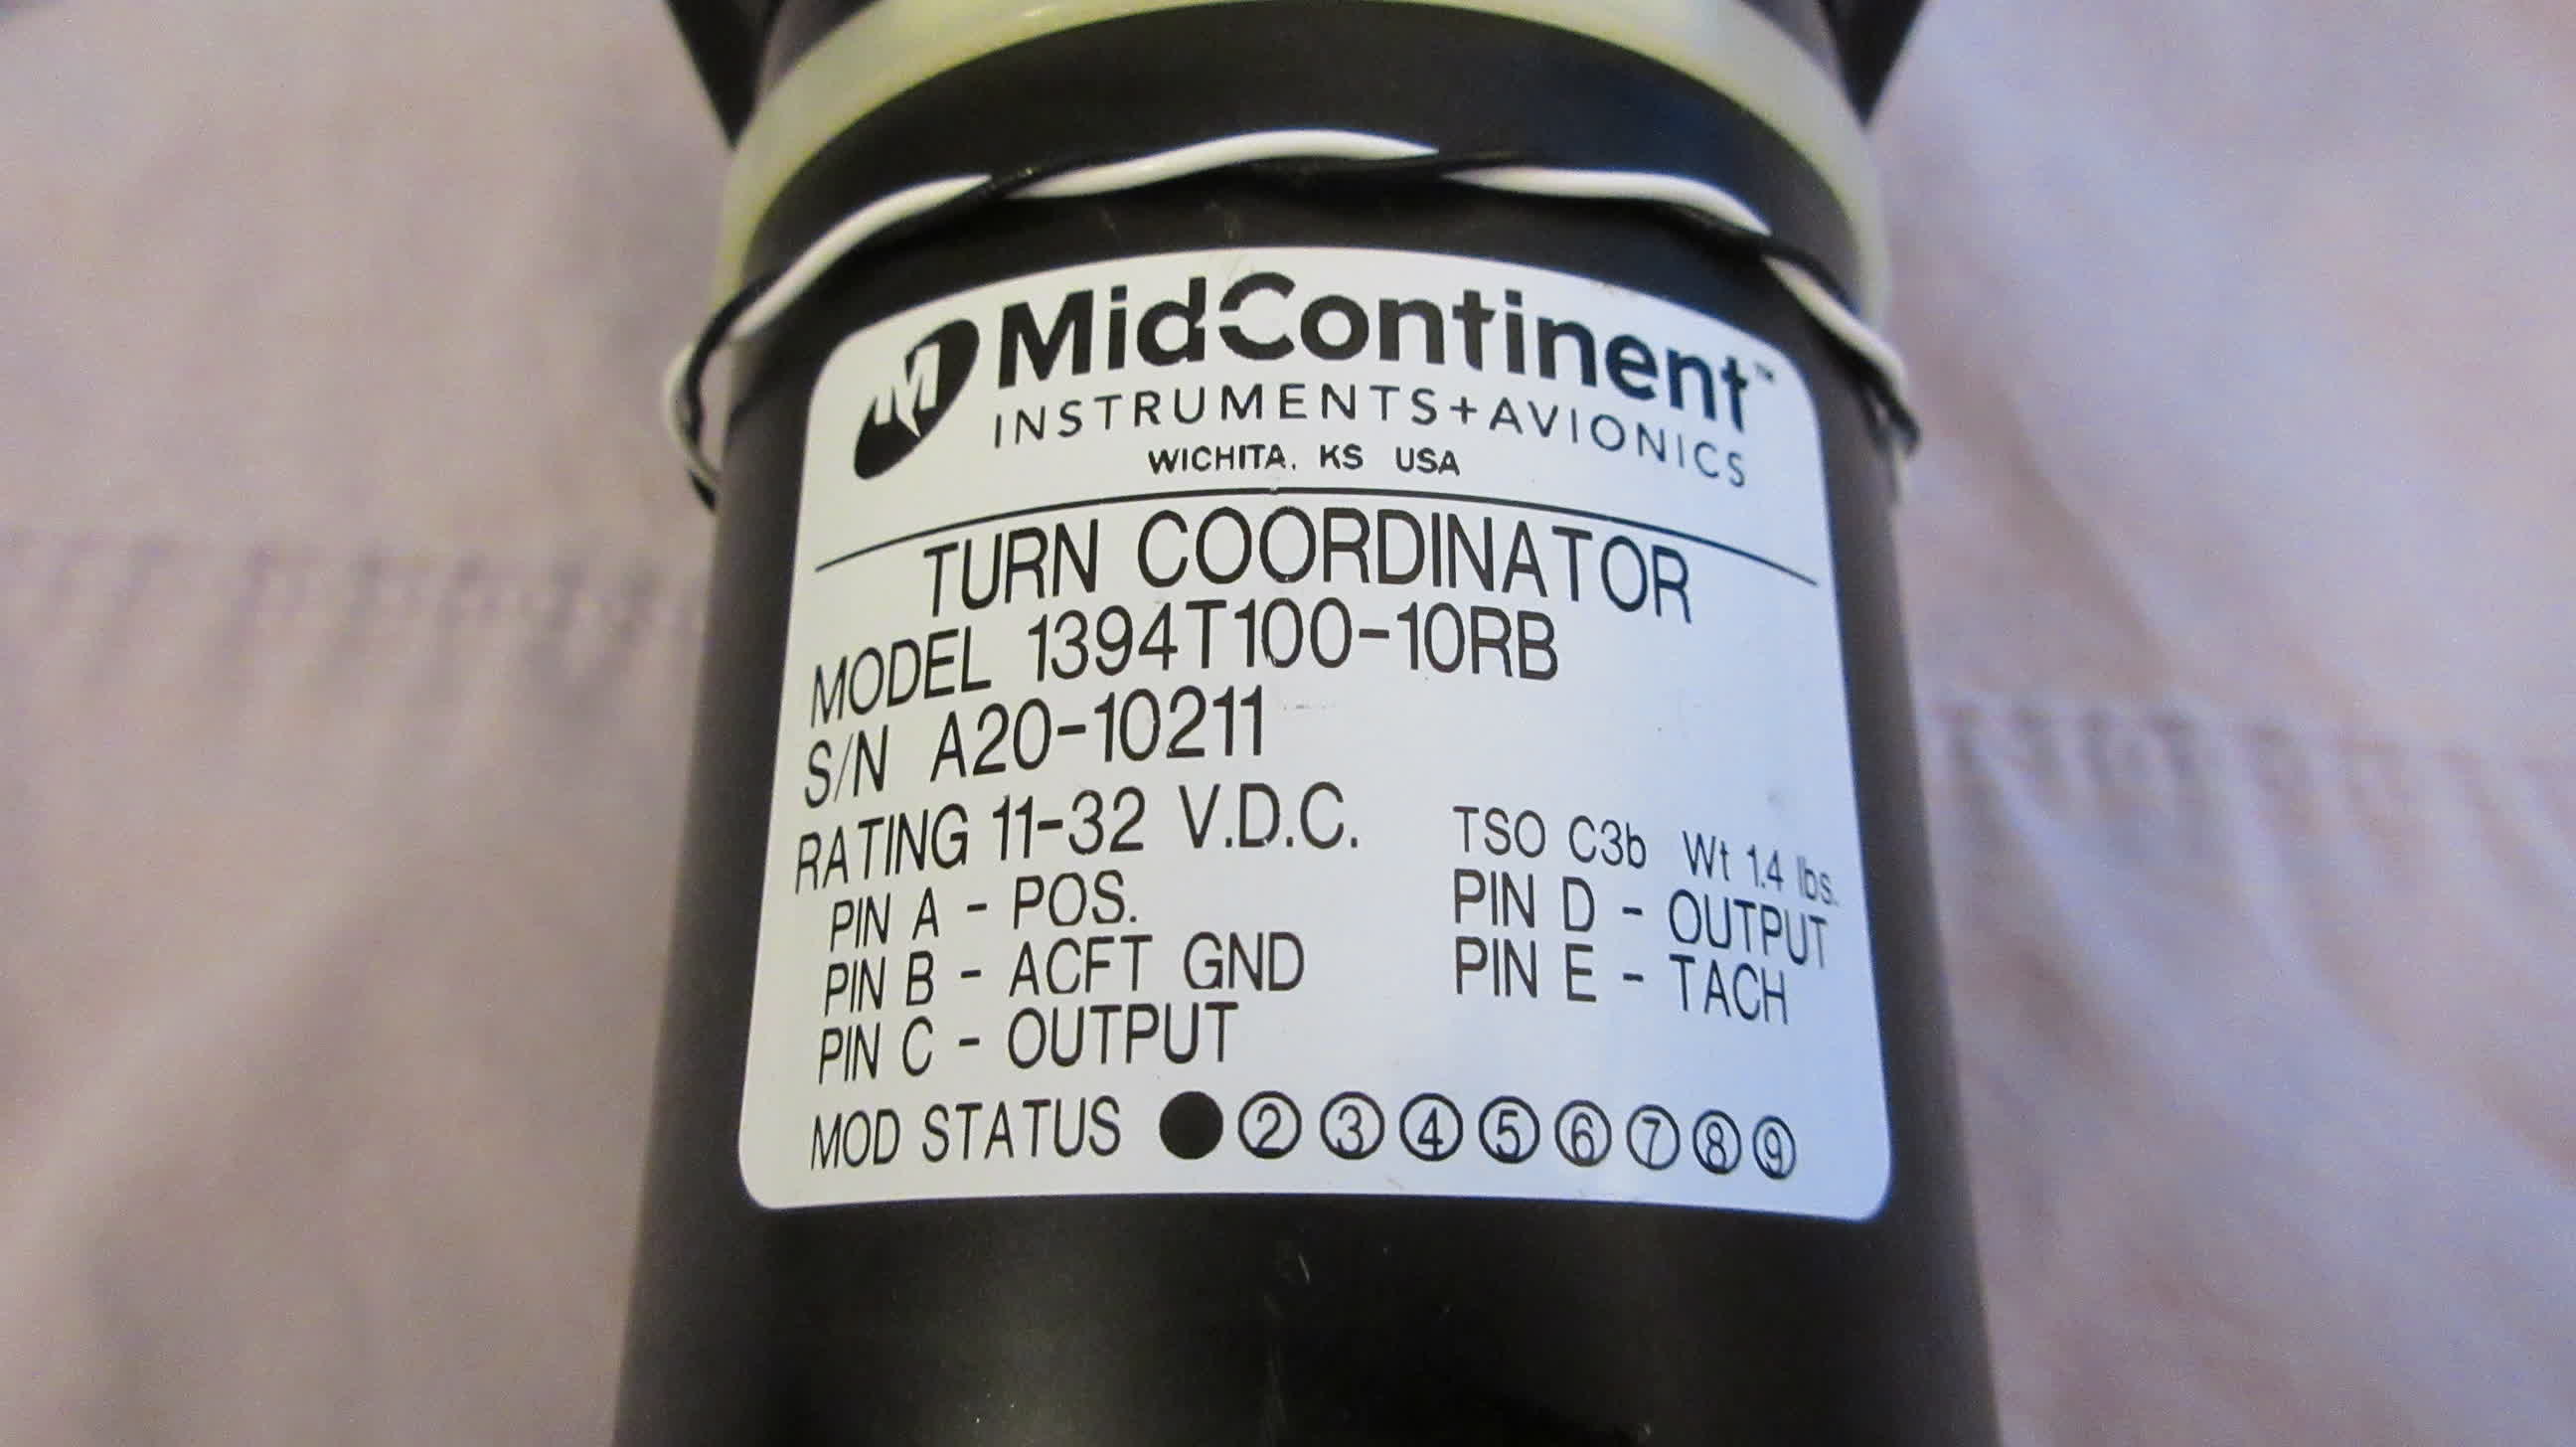 MidContinent™
INSTRUMENTS+AVIONICS
WICHITA, KS USA
TURN COORDINATOR
MODEL 1394T100-10RB
S/N A20-10211
RATING 11-32 V.D.C. TSO C3b Wt 1.4 lbs.
PIN A - POS. PIN D - OUTPUT
PIN B - ACFT GND PIN E - TACH
PIN C - OUTPUT
MOD STATUS ● ② ③ ④ ⑤ ⑥ ⑦ ⑧ ⑨